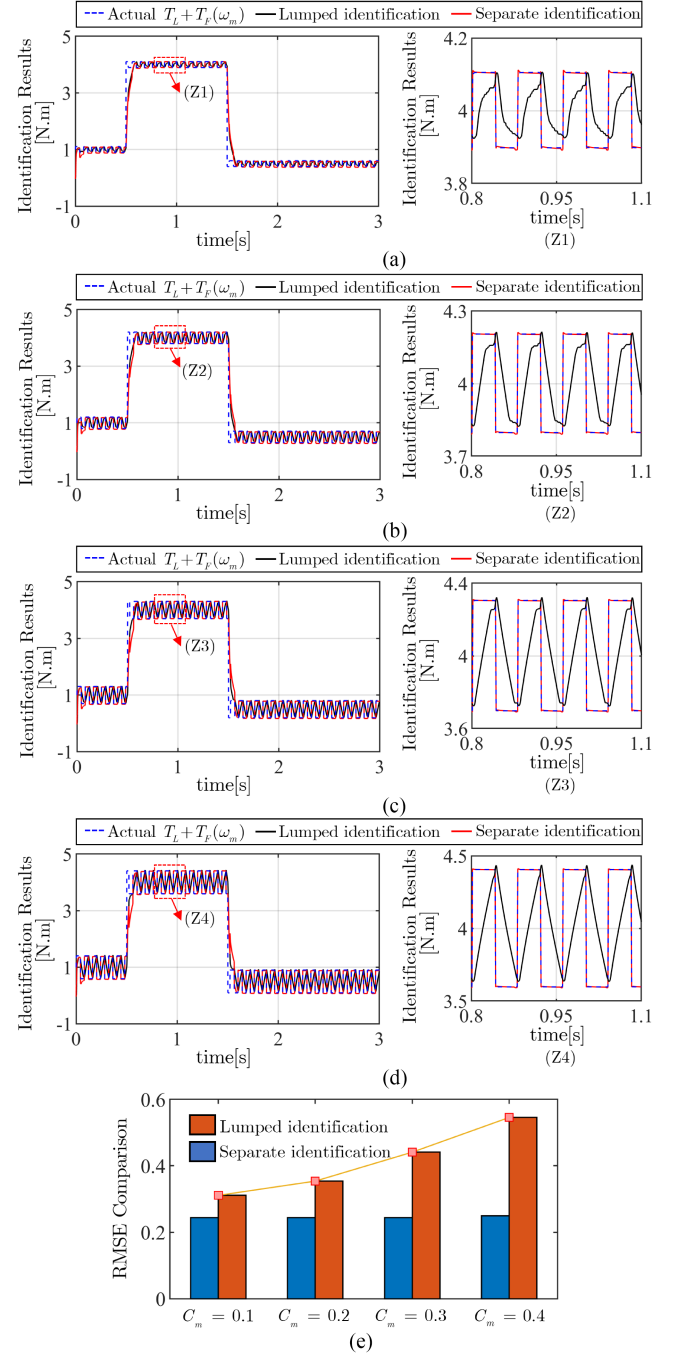 Actual T_L + T_F(ω_m) Lumped identification Separate identification
Identification Results [N.m]
5
3
1
-1
0 1 2 3
time[s]
(Z1)
4.2
4
3.8
0.8 0.95 1.1
time[s]
(Z1)
Identification Results [N.m]
(a)
Actual T_L + T_F(ω_m) Lumped identification Separate identification
Identification Results [N.m]
5
3
1
-1
0 1 2 3
time[s]
(Z2)
4.3
4
3.7
0.8 0.95 1.1
time[s]
(Z2)
Identification Results [N.m]
(b)
Actual T_L + T_F(ω_m) Lumped identification Separate identification
Identification Results [N.m]
5
3
1
-1
0 1 2 3
time[s]
(Z3)
4.4
4
3.6
0.8 0.95 1.1
time[s]
(Z3)
Identification Results [N.m]
(c)
Actual T_L + T_F(ω_m) Lumped identification Separate identification
Identification Results [N.m]
5
3
1
-1
0 1 2 3
time[s]
(Z4)
4.5
4
3.5
0.8 0.95 1.1
time[s]
(Z4)
Identification Results [N.m]
(d)
RMSE Comparison
0.6
0.4
0.2
0
Lumped identification
Separate identification
C_m = 0.1 C_m = 0.2 C_m = 0.3 C_m = 0.4
(e)